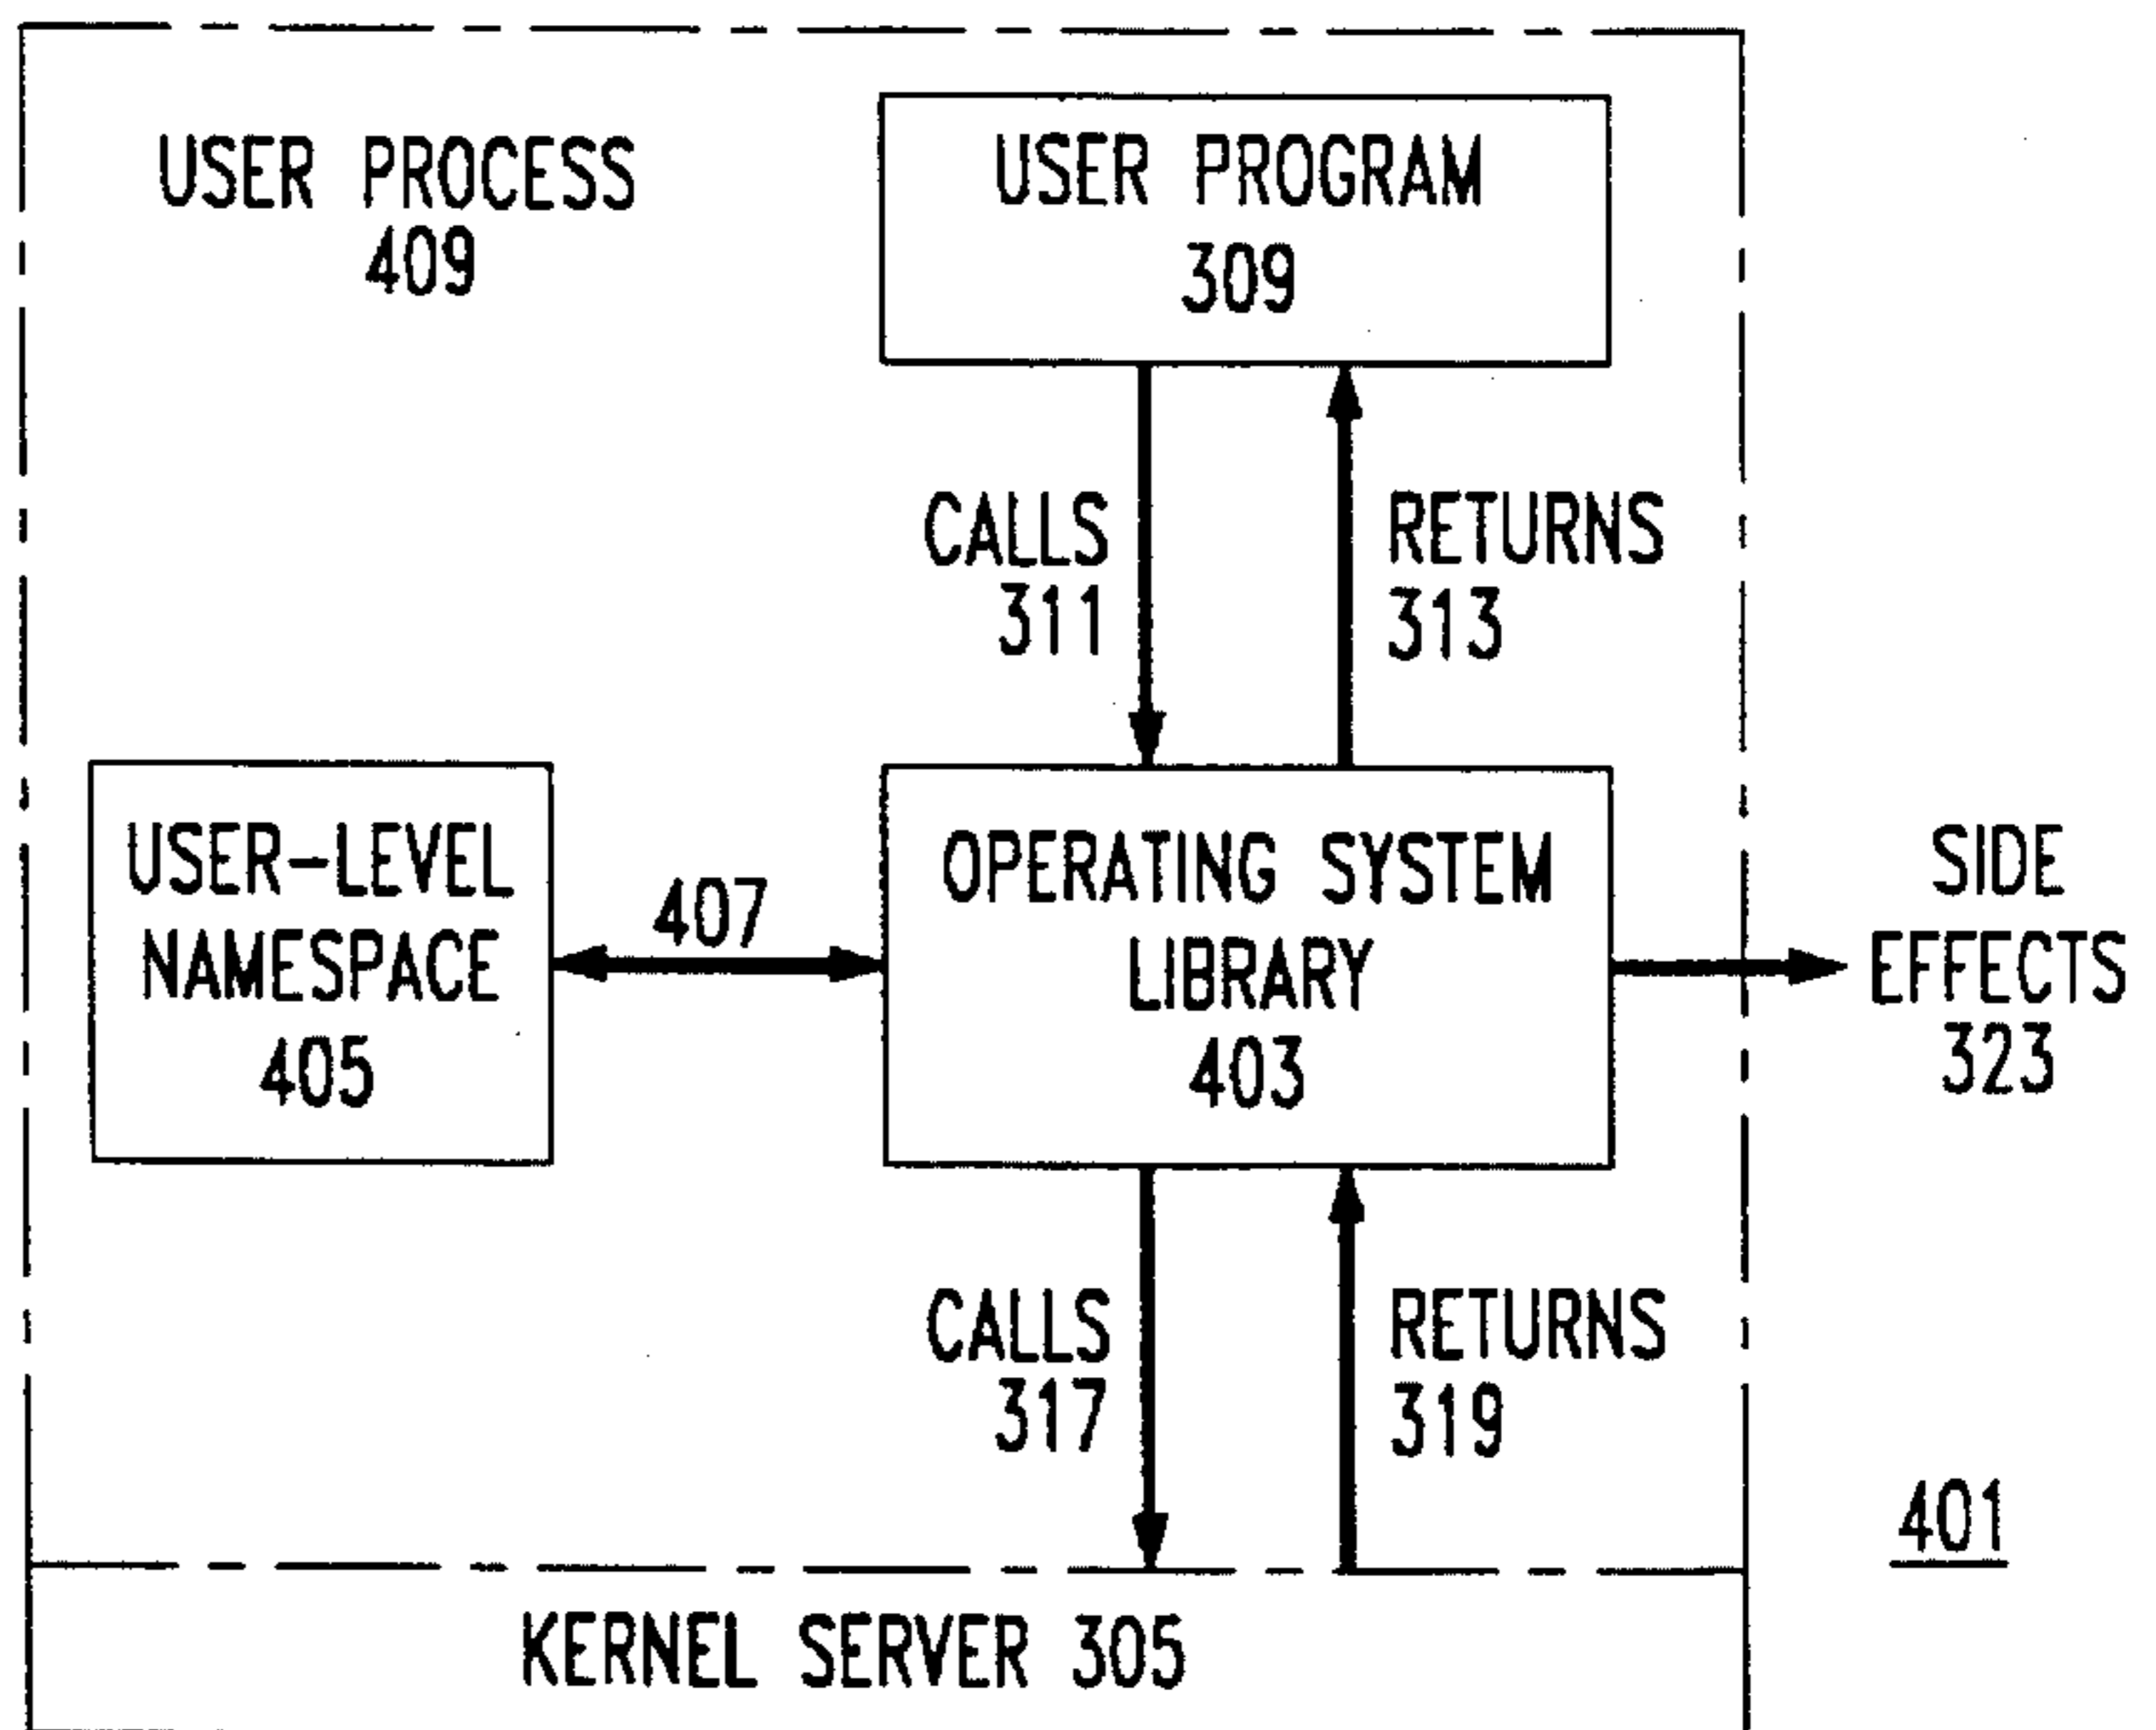 USER PROCESS
409
USER PROGRAM
309
CALLS
311
RETURNS
313
USER-LEVEL
NAMESPACE
405
407
OPERATING SYSTEM
LIBRARY
403
SIDE
EFFECTS
323
CALLS
317
RETURNS
319
401
KERNEL SERVER 305